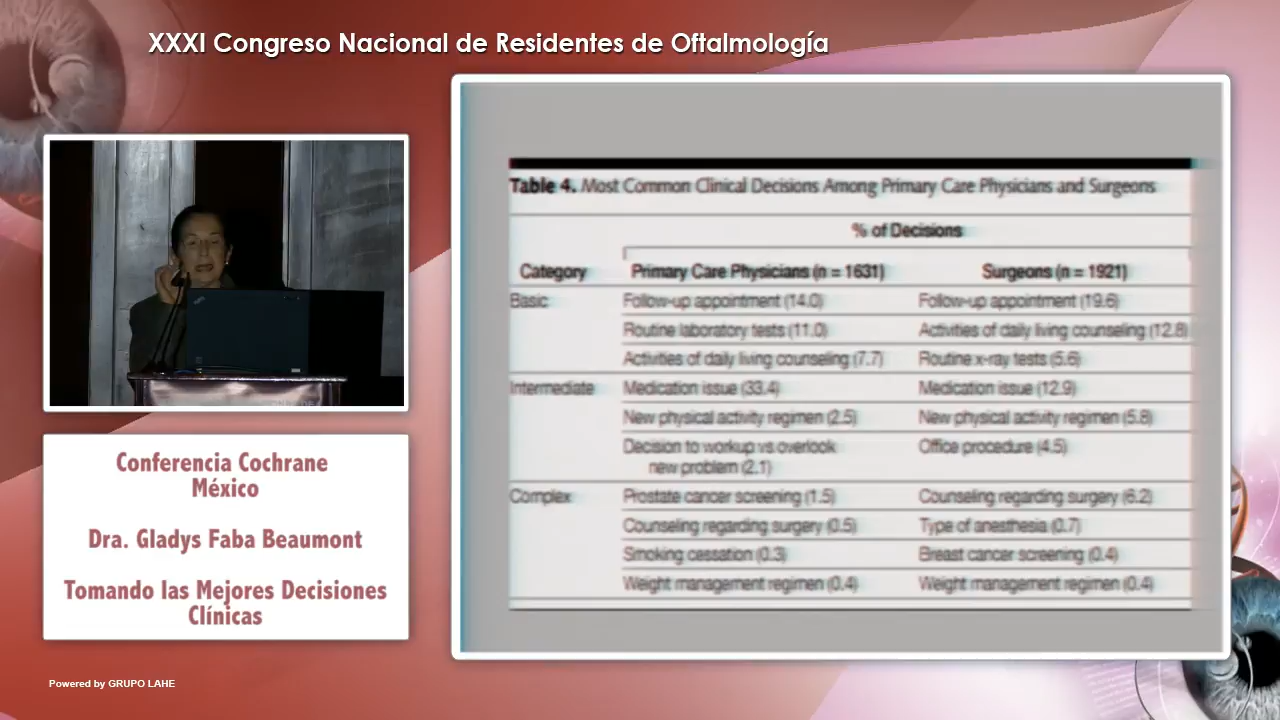 XXXI Congreso Nacional de Residentes de Oftalmología
Conferencia Cochrane
México
Dra. Gladys Faba Beaumont
Tomando las Mejores Decisiones
Clínicas
Powered by GRUPO LAHE
Table 4. Most Common Clinical Decisions Among Primary Care Physicians and Surgeons
% of Decisions
Category Primary Care Physicians (n = 1631) Surgeons (n = 1921)
Basic Follow-up appointment (14.0) Follow-up appointment (19.6)
Routine laboratory tests (11.0) Activities of daily living counseling (12.8)
Activities of daily living counseling (7.7) Routine x-ray tests (5.6)
Intermediate Medication issue (33.4) Medication issue (12.9)
New physical activity regimen (2.5) New physical activity regimen (5.8)
Decision to workup vs overlook Office procedure (4.5)
new problem (2.1)
Complex Prostate cancer screening (1.5) Counseling regarding surgery (6.2)
Counseling regarding surgery (0.5) Type of anesthesia (0.7)
Smoking cessation (0.3) Breast cancer screening (0.4)
Weight management regimen (0.4) Weight management regimen (0.4)